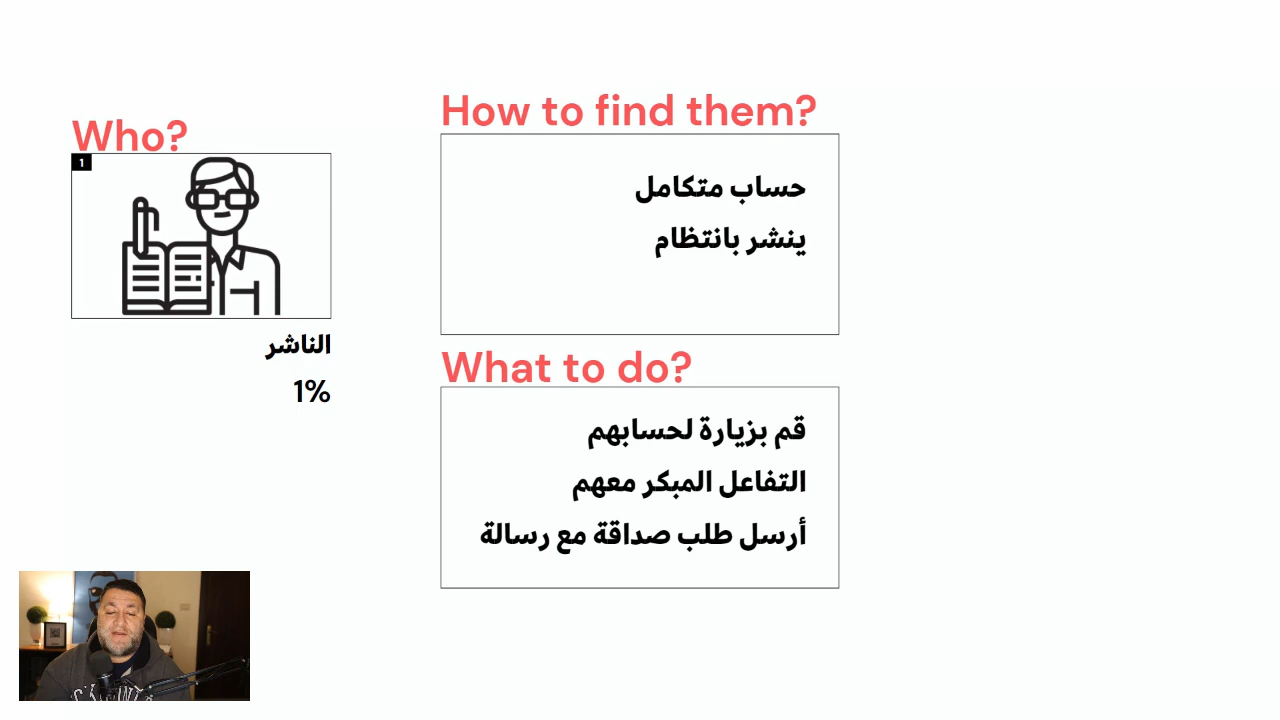 Who?
1
الناشر
1%
How to find them?
حساب متكامل
ينشر بانتظام
What to do?
قم بزيارة لحسابهم
التفاعل المبكر معهم
أرسل طلب صداقة مع رسالة